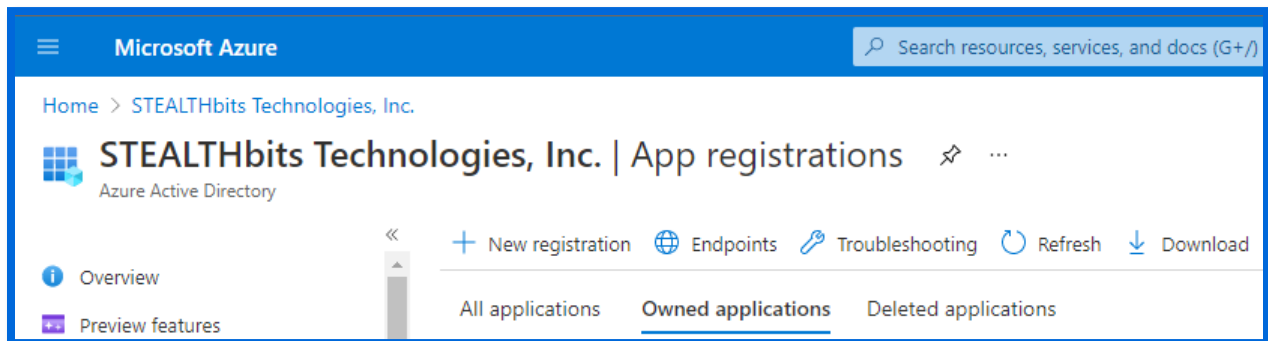 Microsoft Azure
Search resources, services, and docs (G+/)
Home > STEALTHbits Technologies, Inc.
STEALTHbits Technologies, Inc. | App registrations ...
Azure Active Directory
«
+ New registration Endpoints Troubleshooting Refresh Download
Overview
Preview features
All applications Owned applications Deleted applications